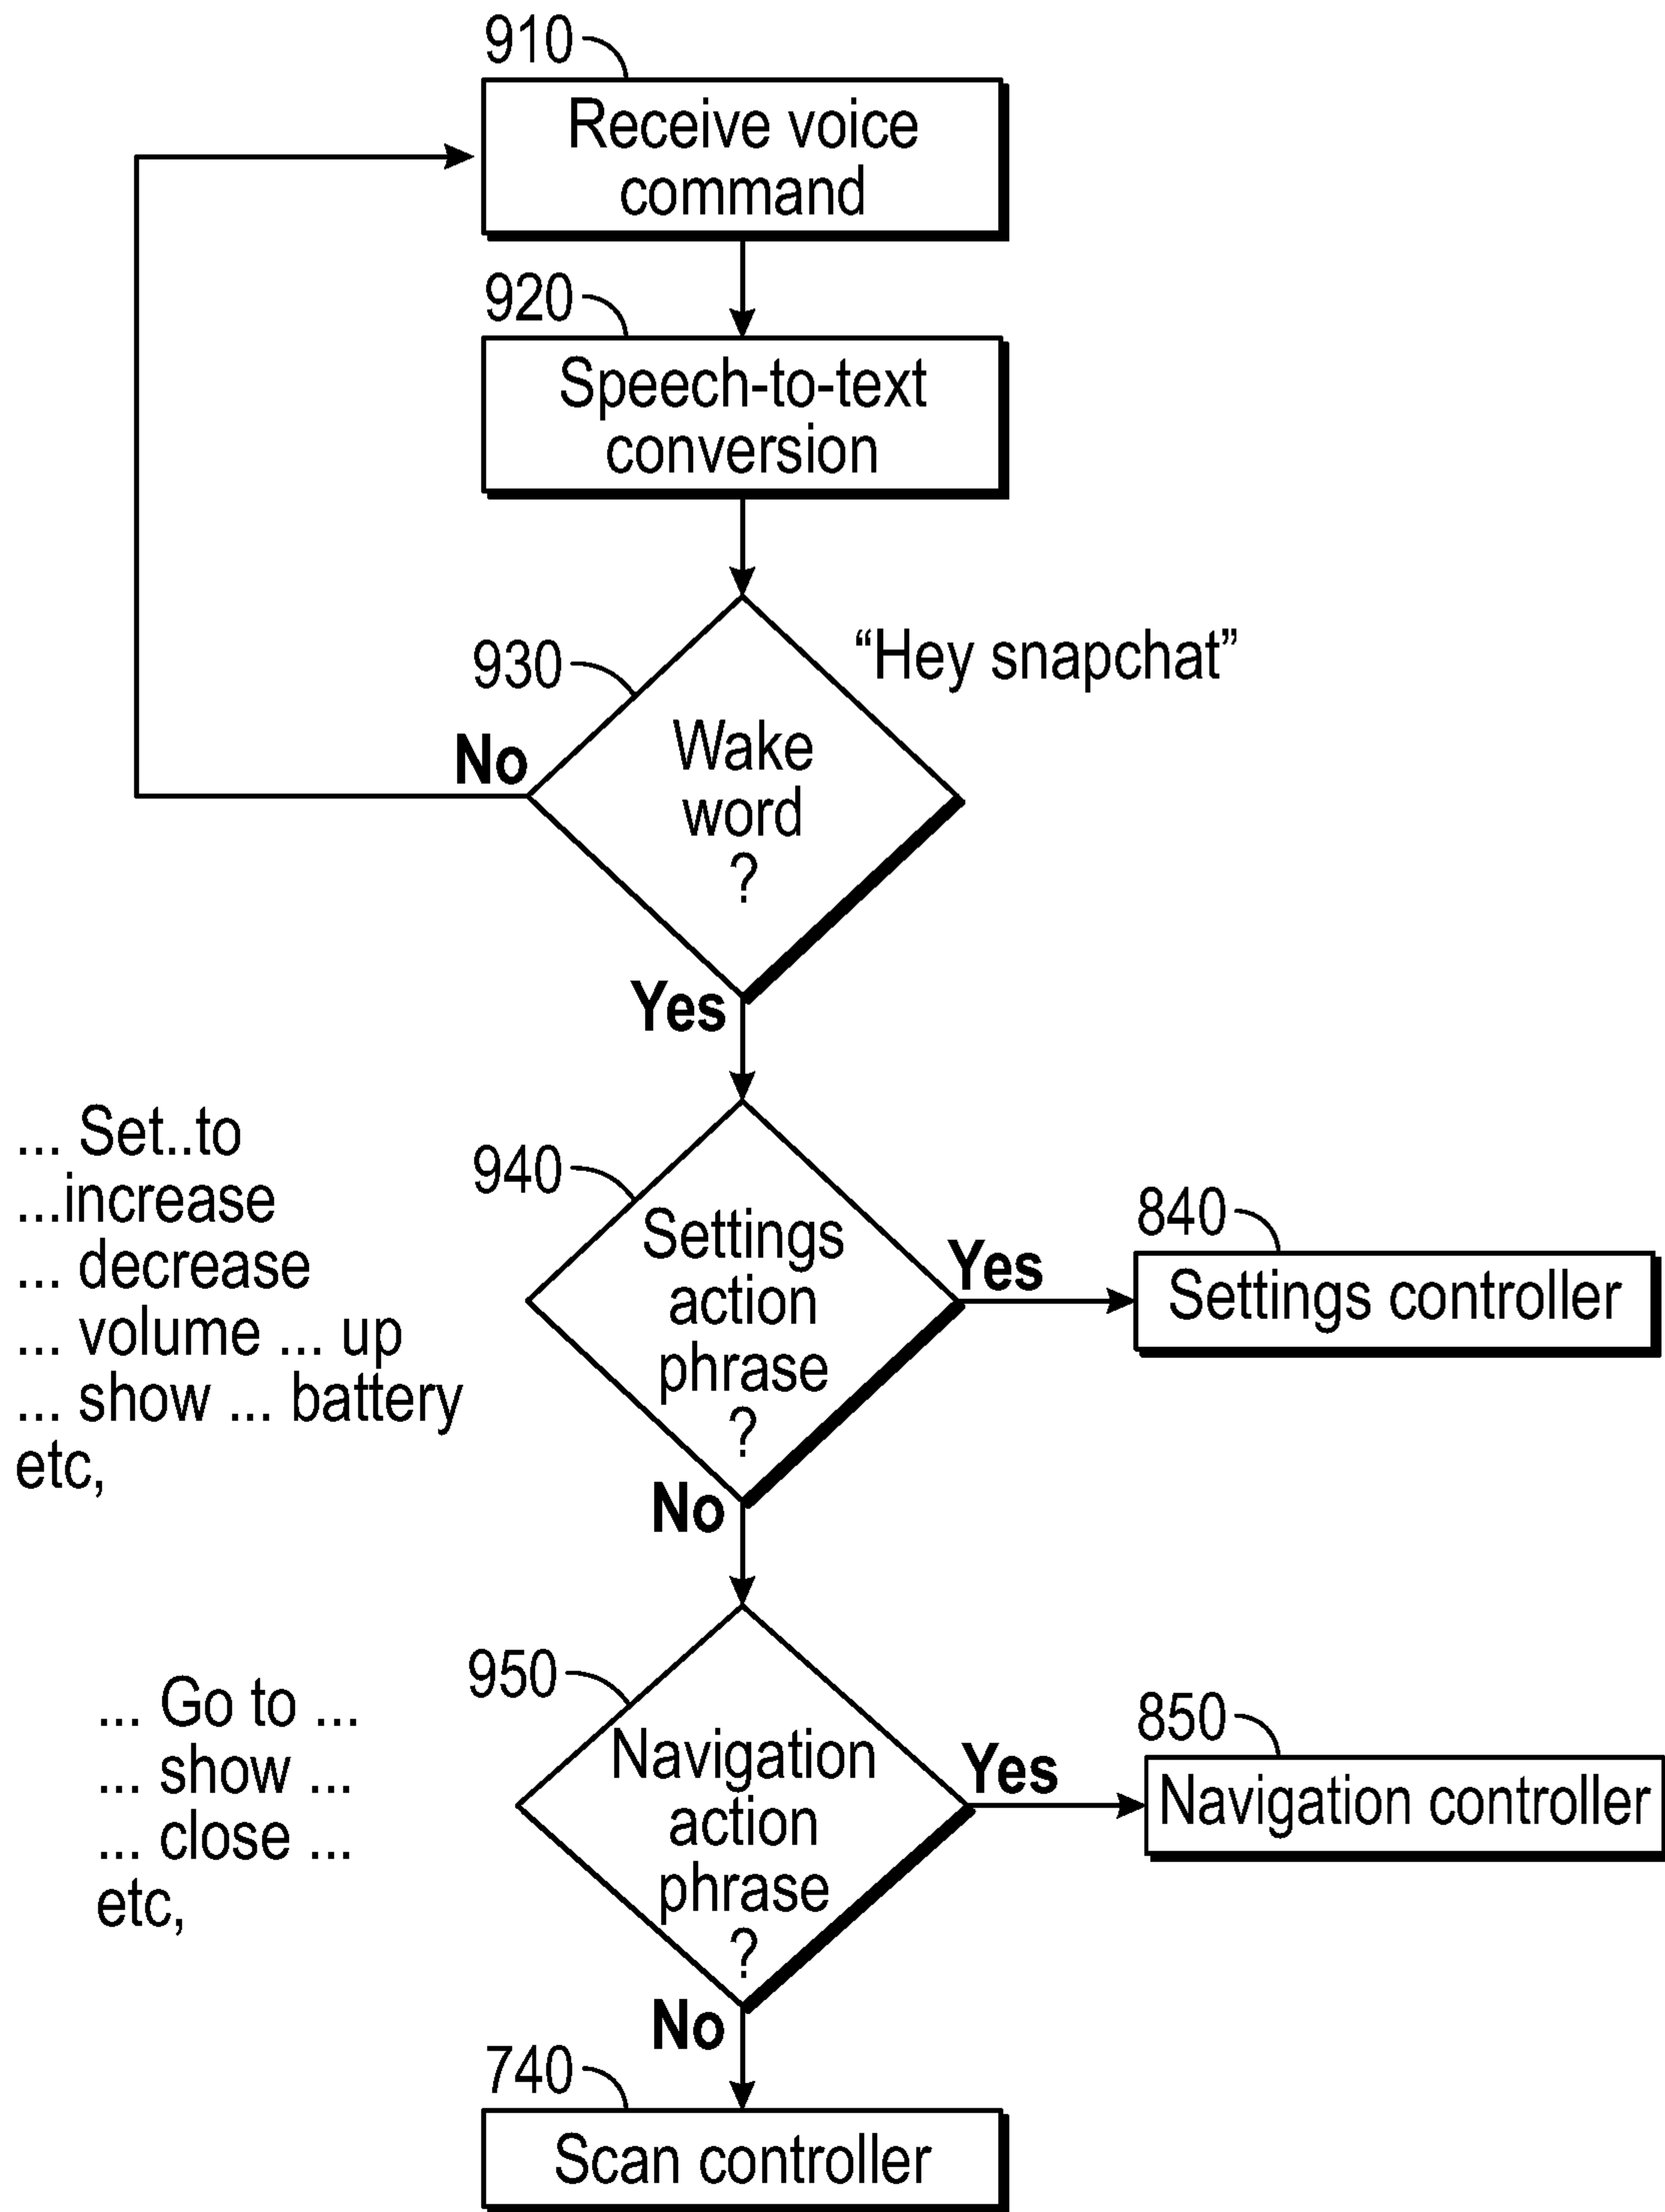 910
Receive voice
command
920
Speech-to-text
conversion
930
“Hey snapchat”
Wake
word
?
No
Yes
... Set..to
...increase
... decrease
... volume ... up
... show ... battery
etc,
940
Settings
action
phrase
?
Yes
840
Settings controller
No
... Go to ...
... show ...
... close ...
etc,
950
Navigation
action
phrase
?
Yes
850
Navigation controller
No
740
Scan controller